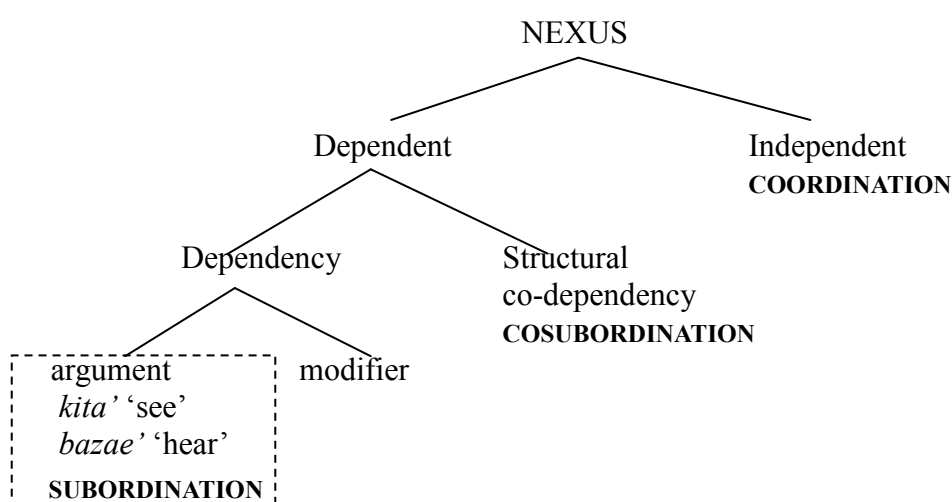 NEXUS
Dependent Independent
COORDINATION
Dependency Structural
co-dependency
COSUBORDINATION
argument modifier
kita’ ‘see’
bazae’ ‘hear’
SUBORDINATION